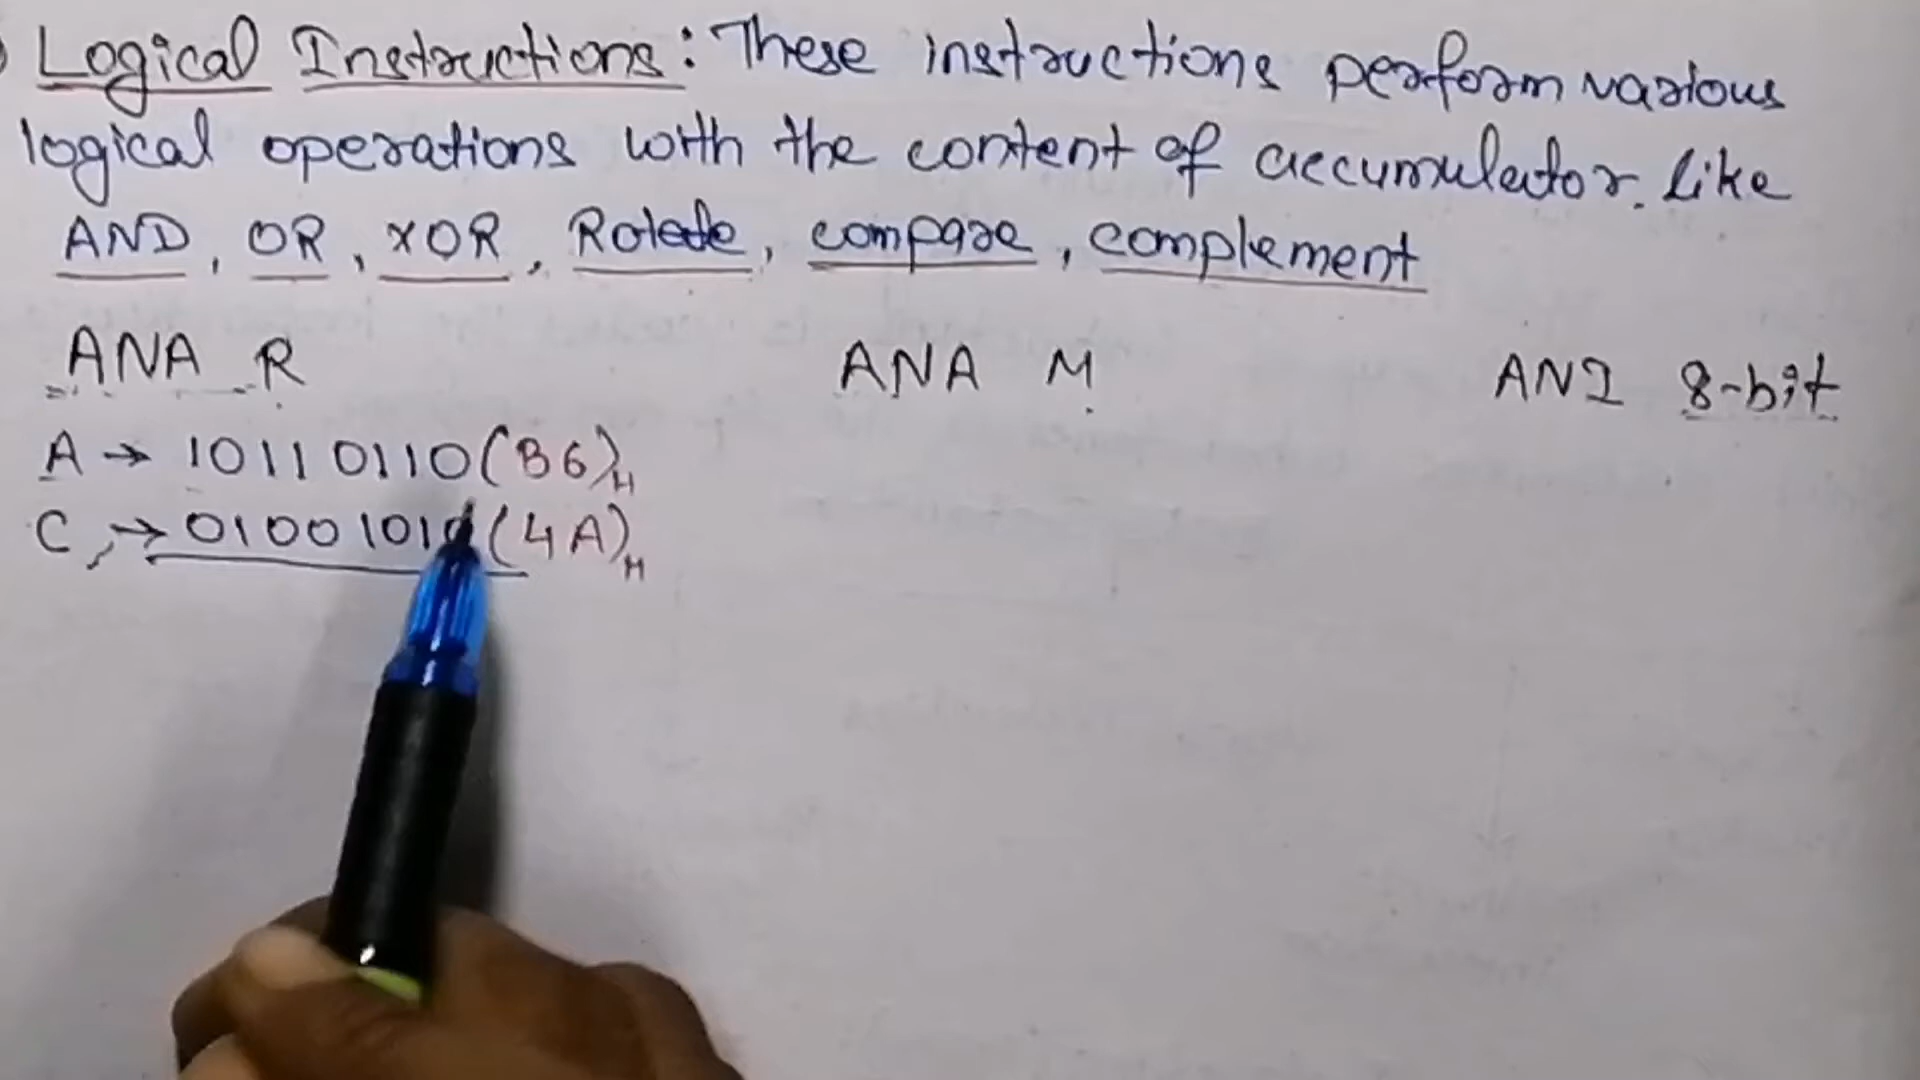 Logical Instructions: These instructions perform various
logical operations with the content of accumulator. like
AND, OR, XOR, Rotate, compare, complement
ANA R ANA M ANI 8-bit
A → 10110110(B6)H
C → 01001010(4A)H